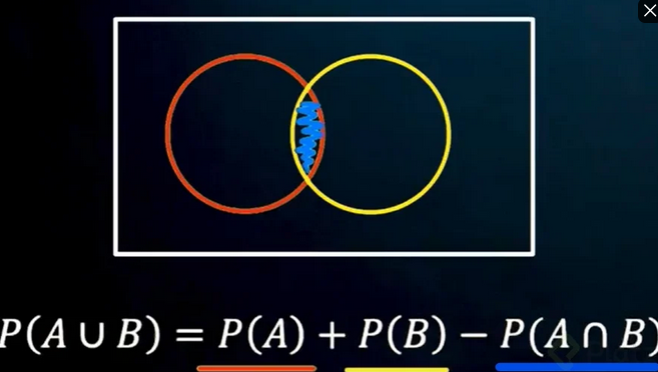 P(A ∪ B) = P(A) + P(B) − P(A ∩ B)